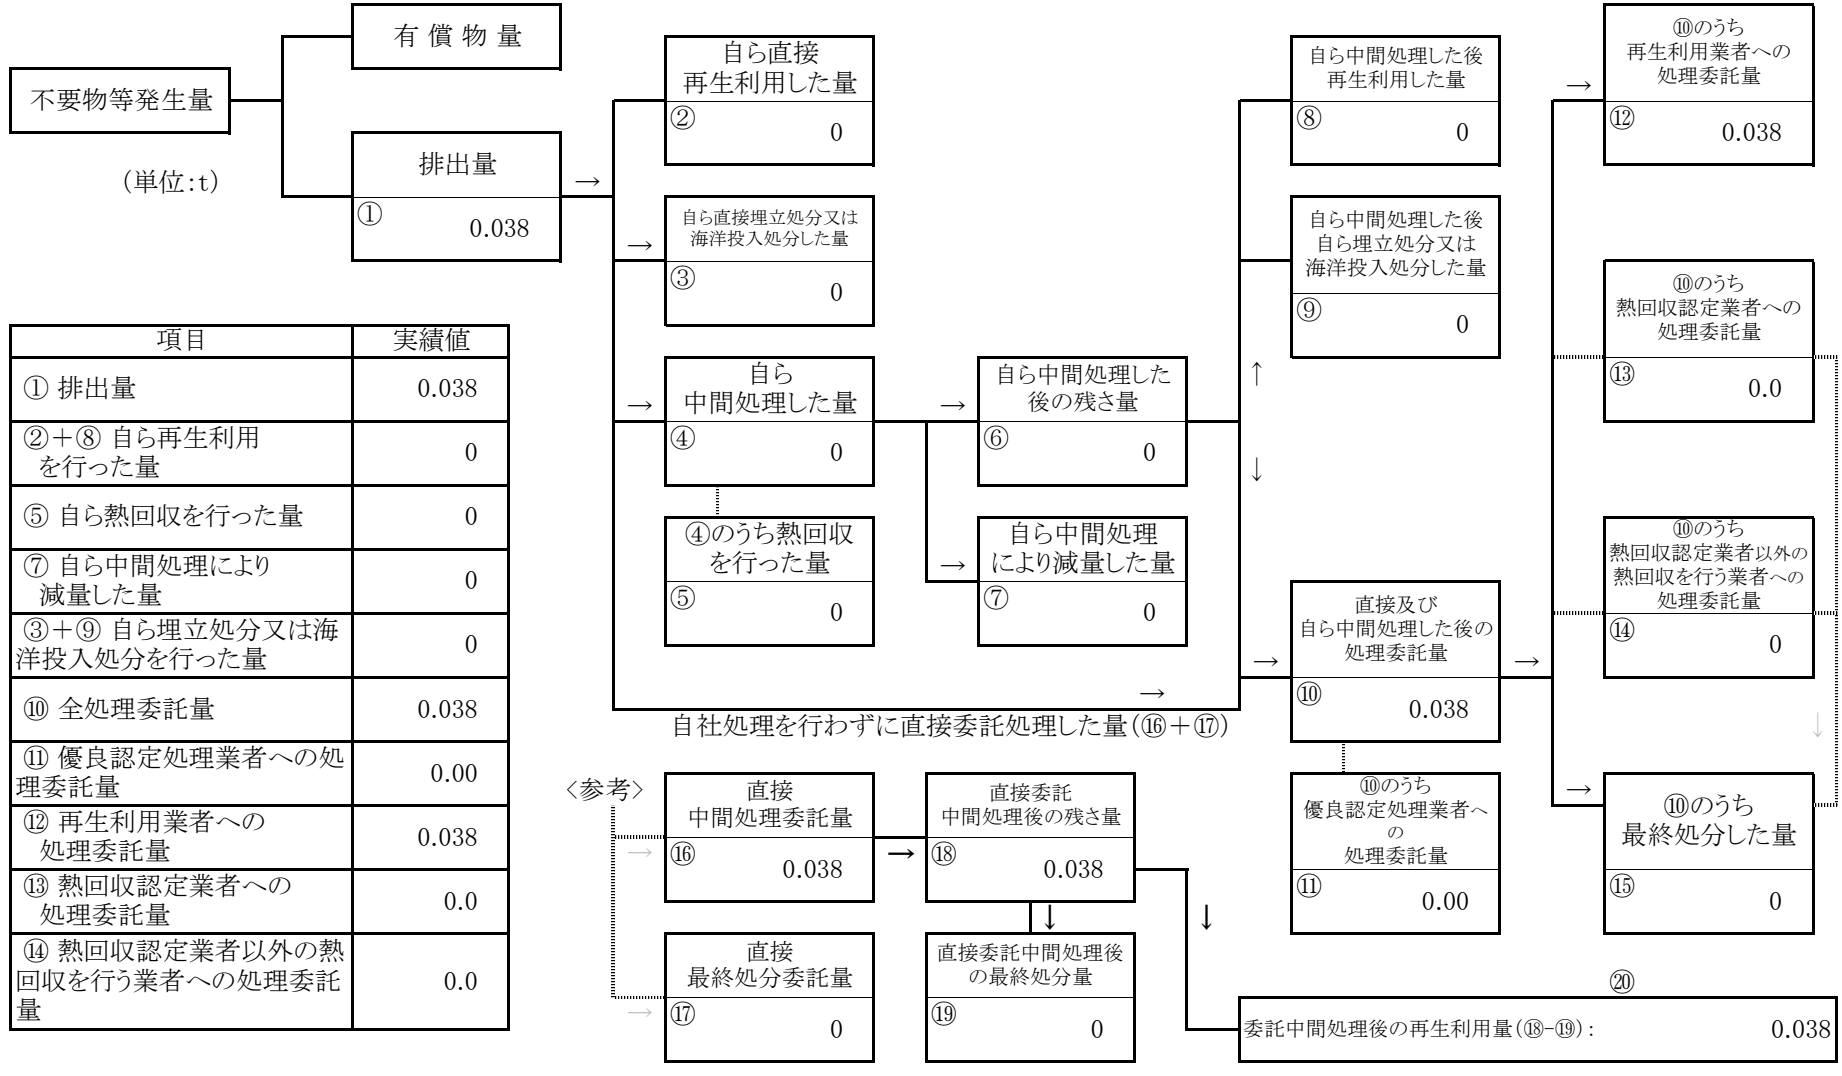 有 償 物 量
不要物等発生量
(単位:t)
排出量
→
①
0.038
自ら直接
再生利用した量
②
0
自ら直接埋立処分又は
海洋投入処分した量
→
③
0
自ら
中間処理した量
→
④
0
④のうち熱回収
を行った量
⑤
0
自ら中間処理した
後の残さ量
→
⑥
0
自ら中間処理
により減量した量
→
⑦
0
自ら中間処理した後
再生利用した量
⑧
0
自ら中間処理した後
自ら埋立処分又は
海洋投入処分した量
⑨
0
↑
↓
→
自社処理を行わずに直接委託処理した量(⑯+⑰)
直接及び
自ら中間処理した後の
処理委託量
→
⑩
0.038
→
⑩のうち
優良認定処理業者へ
の
処理委託量
⑪
0.00
⑩のうち
再生利用業者への
処理委託量
→
⑫
0.038
⑩のうち
熱回収認定業者への
処理委託量
⑬
0.0
⑩のうち
熱回収認定業者以外の
熱回収を行う業者への
処理委託量
⑭
0
↓
⑩のうち
最終処分した量
→
⑮
0
項目 実績値
① 排出量 0.038
②+⑧ 自ら再生利用
を行った量 0
⑤ 自ら熱回収を行った量 0
⑦ 自ら中間処理により
減量した量 0
③+⑨ 自ら埋立処分又は海
洋投入処分を行った量 0
⑩ 全処理委託量 0.038
⑪ 優良認定処理業者への処
理委託量 0.00
⑫ 再生利用業者への
処理委託量 0.038
⑬ 熱回収認定業者への
処理委託量 0.0
⑭ 熱回収認定業者以外の熱
回収を行う業者への処理委託
量 0.0
<参考>
直接
中間処理委託量
→
⑯
0.038
→
直接委託
中間処理後の残さ量
⑱
0.038
↓
↓
直接
最終処分委託量
→
⑰
0
直接委託中間処理後
の最終処分量
⑲
0
⑳
委託中間処理後の再生利用量(⑱-⑲): 0.038